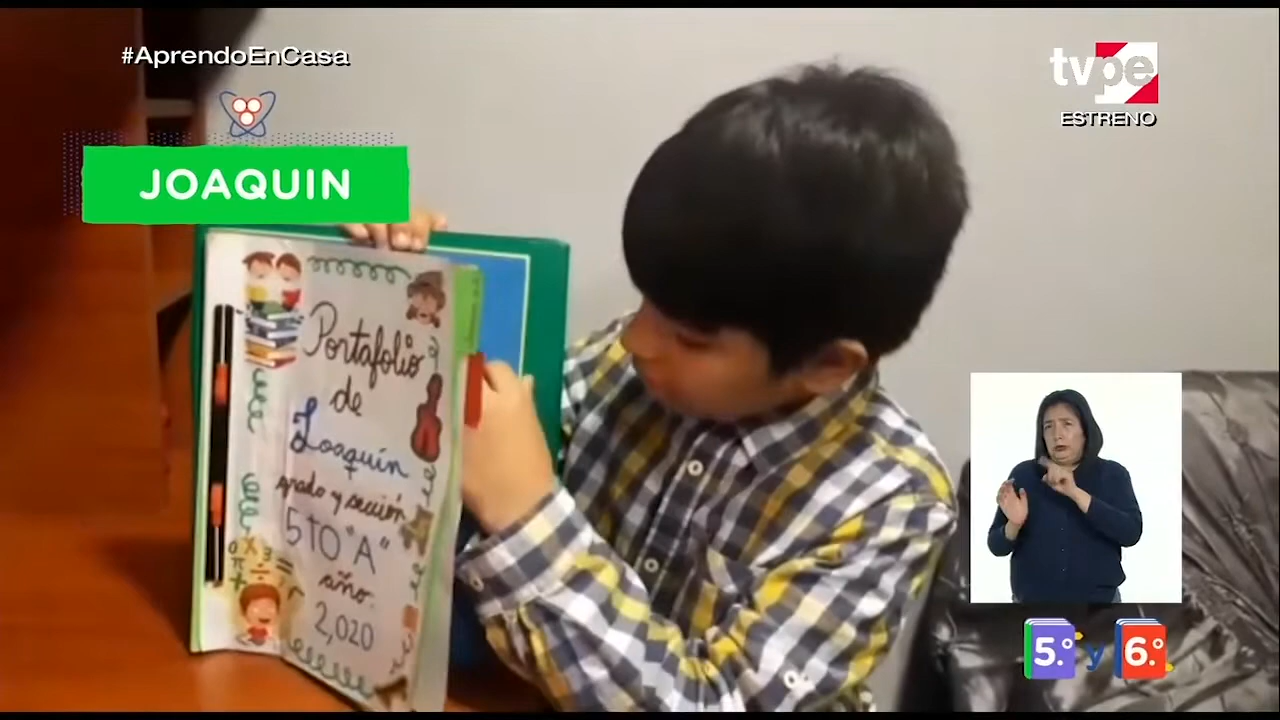 #AprendoEnCasa
tvpe
ESTRENO
JOAQUIN
Portafolio
de
Joaquín
grado y sección
5TO "A"
año.
2,020
5.° y 6.°